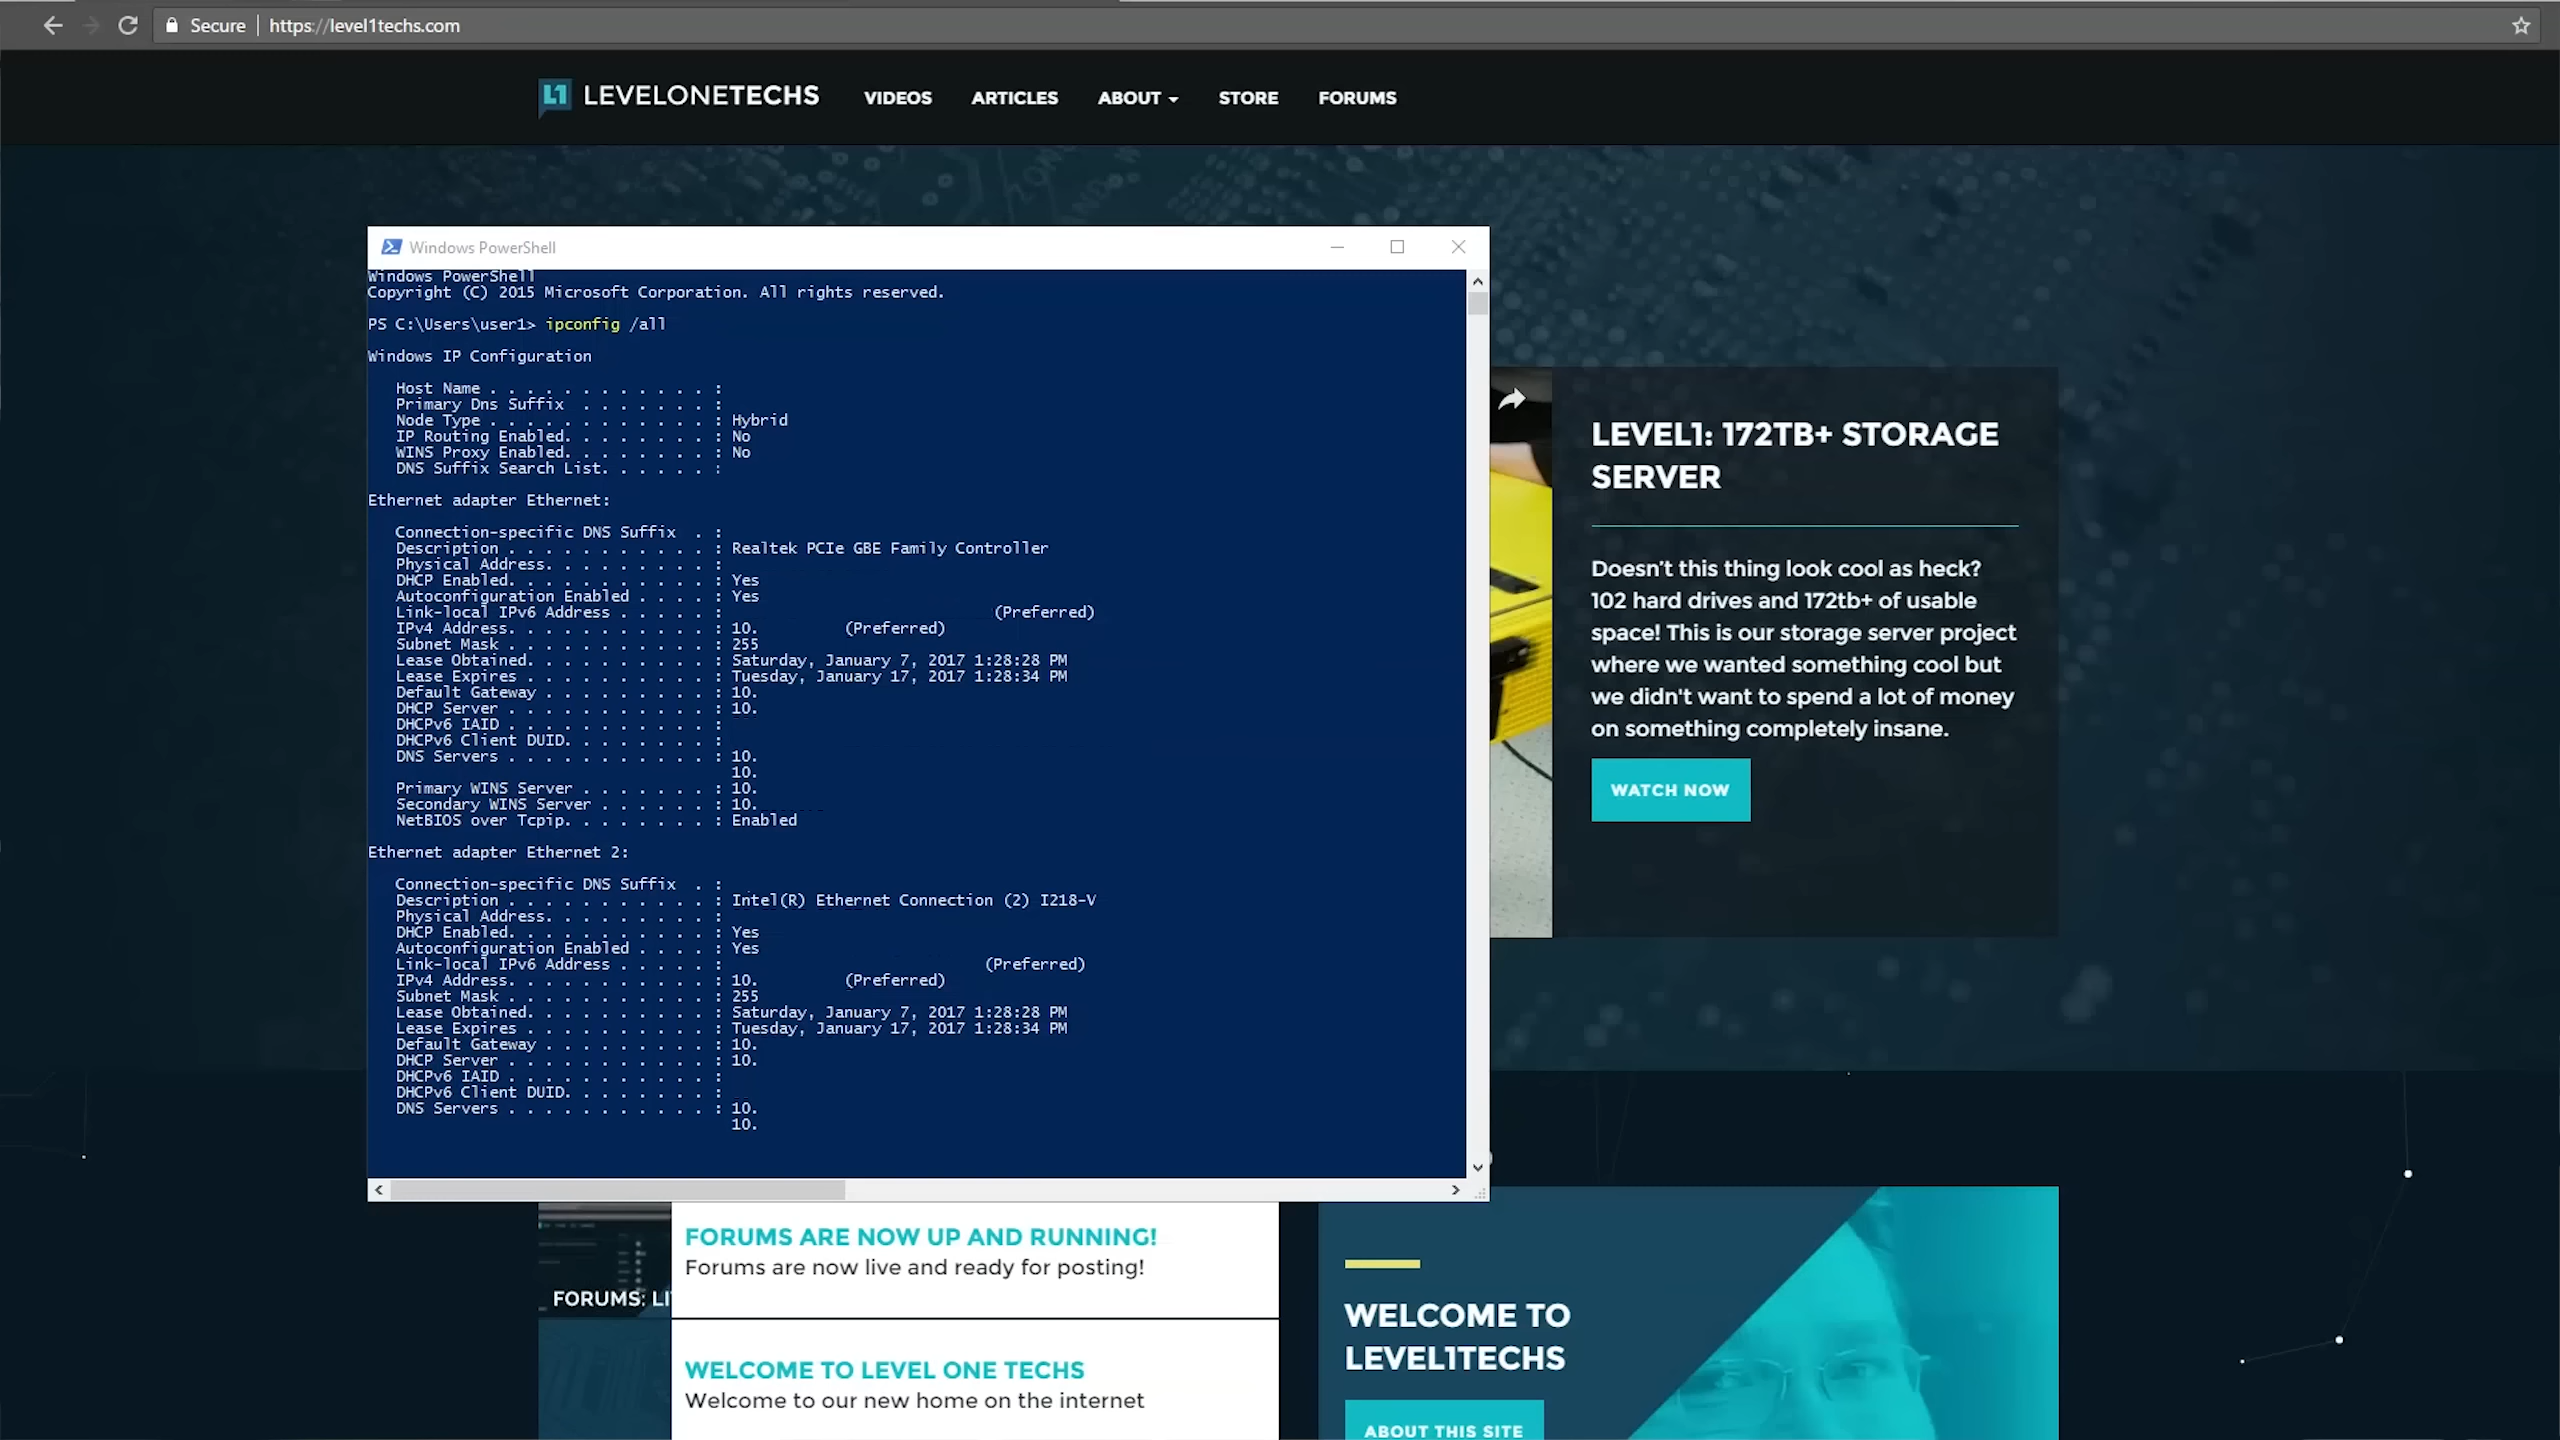 Secure | https://level1techs.com
L1 LEVELONETECHS VIDEOS ARTICLES ABOUT STORE FORUMS
Windows PowerShell
Windows PowerShell
Copyright (C) 2015 Microsoft Corporation. All rights reserved.
PS C:\Users\user1> ipconfig /all
Windows IP Configuration
Host Name . . . . . . . . . . . . :
Primary Dns Suffix . . . . . . . :
Node Type . . . . . . . . . . . . : Hybrid
IP Routing Enabled. . . . . . . . : No
WINS Proxy Enabled. . . . . . . . : No
DNS Suffix Search List. . . . . . :
Ethernet adapter Ethernet:
Connection-specific DNS Suffix . :
Description . . . . . . . . . . . : Realtek PCIe GBE Family Controller
Physical Address. . . . . . . . . :
DHCP Enabled. . . . . . . . . . . : Yes
Autoconfiguration Enabled . . . . : Yes
Link-local IPv6 Address . . . . . : (Preferred)
IPv4 Address. . . . . . . . . . . : 10. (Preferred)
Subnet Mask . . . . . . . . . . . : 255
Lease Obtained. . . . . . . . . . : Saturday, January 7, 2017 1:28:28 PM
Lease Expires . . . . . . . . . . : Tuesday, January 17, 2017 1:28:34 PM
Default Gateway . . . . . . . . . : 10.
DHCP Server . . . . . . . . . . . : 10.
DHCPv6 IAID . . . . . . . . . . . :
DHCPv6 Client DUID. . . . . . . . :
DNS Servers . . . . . . . . . . . : 10.
10.
Primary WINS Server . . . . . . . : 10.
Secondary WINS Server . . . . . . : 10.
NetBIOS over Tcpip. . . . . . . . : Enabled
Ethernet adapter Ethernet 2:
Connection-specific DNS Suffix . :
Description . . . . . . . . . . . : Intel(R) Ethernet Connection (2) I218-V
Physical Address. . . . . . . . . :
DHCP Enabled. . . . . . . . . . . : Yes
Autoconfiguration Enabled . . . . : Yes
Link-local IPv6 Address . . . . . : (Preferred)
IPv4 Address. . . . . . . . . . . : 10. (Preferred)
Subnet Mask . . . . . . . . . . . : 255
Lease Obtained. . . . . . . . . . : Saturday, January 7, 2017 1:28:28 PM
Lease Expires . . . . . . . . . . : Tuesday, January 17, 2017 1:28:34 PM
Default Gateway . . . . . . . . . : 10.
DHCP Server . . . . . . . . . . . : 10.
DHCPv6 IAID . . . . . . . . . . . :
DHCPv6 Client DUID. . . . . . . . :
DNS Servers . . . . . . . . . . . : 10.
10.
LEVEL1: 172TB+ STORAGE
SERVER
Doesn't this thing look cool as heck?
102 hard drives and 172tb+ of usable
space! This is our storage server project
where we wanted something cool but
we didn't want to spend a lot of money
on something completely insane.
WATCH NOW
FORUMS: LI
FORUMS ARE NOW UP AND RUNNING!
Forums are now live and ready for posting!
WELCOME TO LEVEL ONE TECHS
Welcome to our new home on the internet
WELCOME TO
LEVEL1TECHS
ABOUT THIS SITE